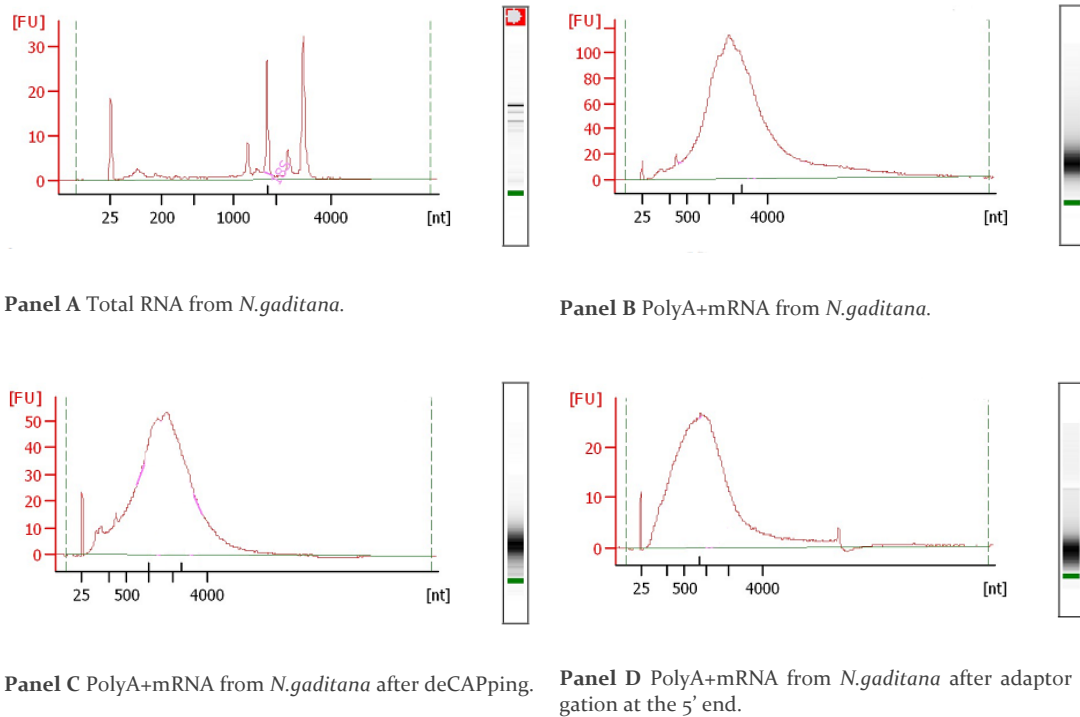 [FU]
30
20
10
0
25 200 1000 4000 [nt]
Panel A Total RNA from N.gaditana.
[FU]
100
80
60
40
20
0
25 500 4000 [nt]
Panel B PolyA+mRNA from N.gaditana.
[FU]
50
40
30
20
10
0
25 500 4000 [nt]
Panel C PolyA+mRNA from N.gaditana after deCAPping.
[FU]
20
10
0
25 500 4000 [nt]
Panel D PolyA+mRNA from N.gaditana after adaptor
gation at the 5’ end.